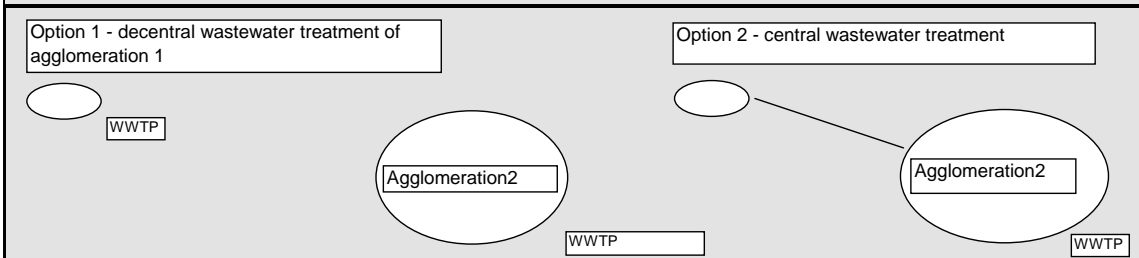 Option 1 - decentral wastewater treatment of
agglomeration 1
WWTP
Agglomeration2
WWTP
Option 2 - central wastewater treatment
Agglomeration2
WWTP